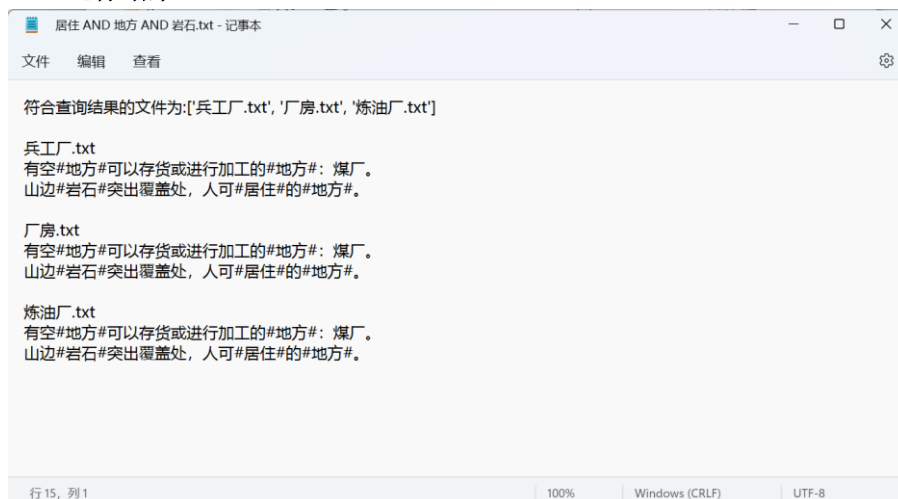 居住 AND 地方 AND 岩石.txt - 记事本
文件 编辑 查看
符合查询结果的文件为:['兵工厂.txt', '厂房.txt', '炼油厂.txt']
兵工厂.txt
有空#地方#可以存货或进行加工的#地方#：煤厂。
山边#岩石#突出覆盖处，人可#居住#的#地方#。
厂房.txt
有空#地方#可以存货或进行加工的#地方#：煤厂。
山边#岩石#突出覆盖处，人可#居住#的#地方#。
炼油厂.txt
有空#地方#可以存货或进行加工的#地方#：煤厂。
山边#岩石#突出覆盖处，人可#居住#的#地方#。
行 15，列 1 100% Windows (CRLF) UTF-8